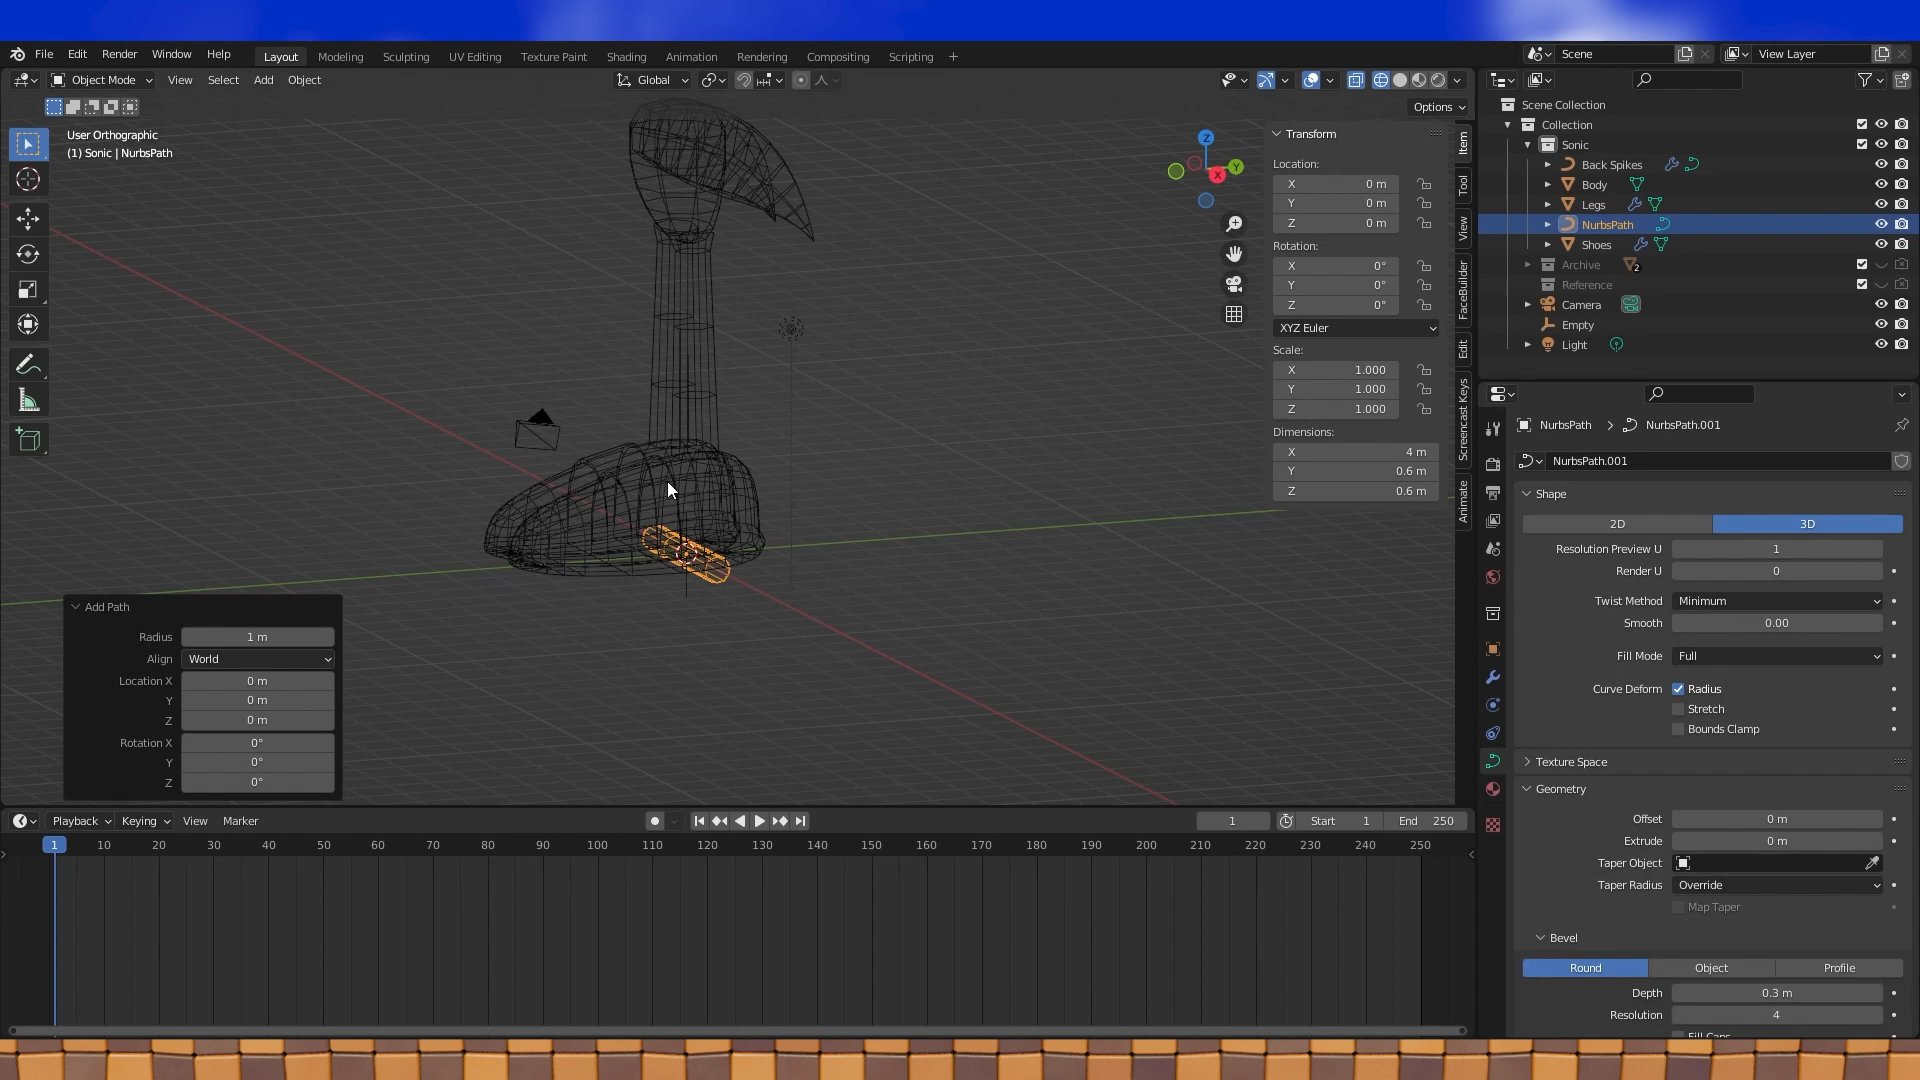 File Edit Render Window Help Layout Modeling Sculpting UV Editing Texture Paint Shading Animation Rendering Compositing Scripting + Scene View Layer
Object Mode View Select Add Object Global
Options
User Orthographic
(1) Sonic | NurbsPath
Z
Y
X
Transform
Location:
X 0 m
Y 0 m
Z 0 m
Rotation:
X 0°
Y 0°
Z 0°
XYZ Euler
Scale:
X 1.000
Y 1.000
Z 1.000
Dimensions:
X 4 m
Y 0.6 m
Z 0.6 m
Item
Tool
View
FaceBuilder
Edit
Screencast Keys
Animate
Add Path
Radius 1 m
Align World
Location X 0 m
Y 0 m
Z 0 m
Rotation X 0°
Y 0°
Z 0°
Playback Keying View Marker 1 Start 1 End 250
1 10 20 30 40 50 60 70 80 90 100 110 120 130 140 150 160 170 180 190 200 210 220 230 240 250
Scene Collection
Collection
Sonic
Back Spikes
Body
Legs
NurbsPath
Shoes
Archive 2
Reference
Camera
Empty
Light
NurbsPath > NurbsPath.001
NurbsPath.001
Shape
2D 3D
Resolution Preview U 1
Render U 0
Twist Method Minimum
Smooth 0.00
Fill Mode Full
Curve Deform Radius
Stretch
Bounds Clamp
Texture Space
Geometry
Offset 0 m
Extrude 0 m
Taper Object
Taper Radius Override
Map Taper
Bevel
Round Object Profile
Depth 0.3 m
Resolution 4
Fill Caps